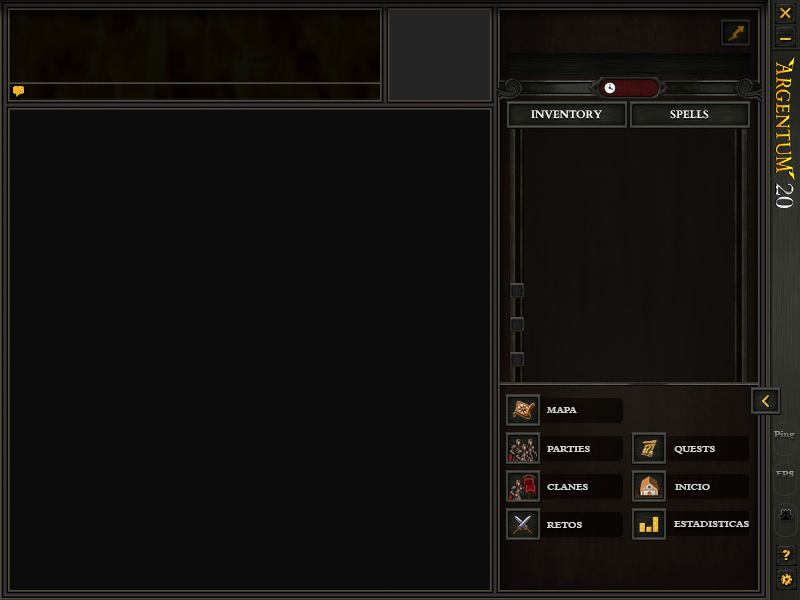 INVENTORY
SPELLS
ARGENTUM 20
MAPA
PARTIES
QUESTS
CLANES
INICIO
RETOS
ESTADISTICAS
Ping
FPS
?